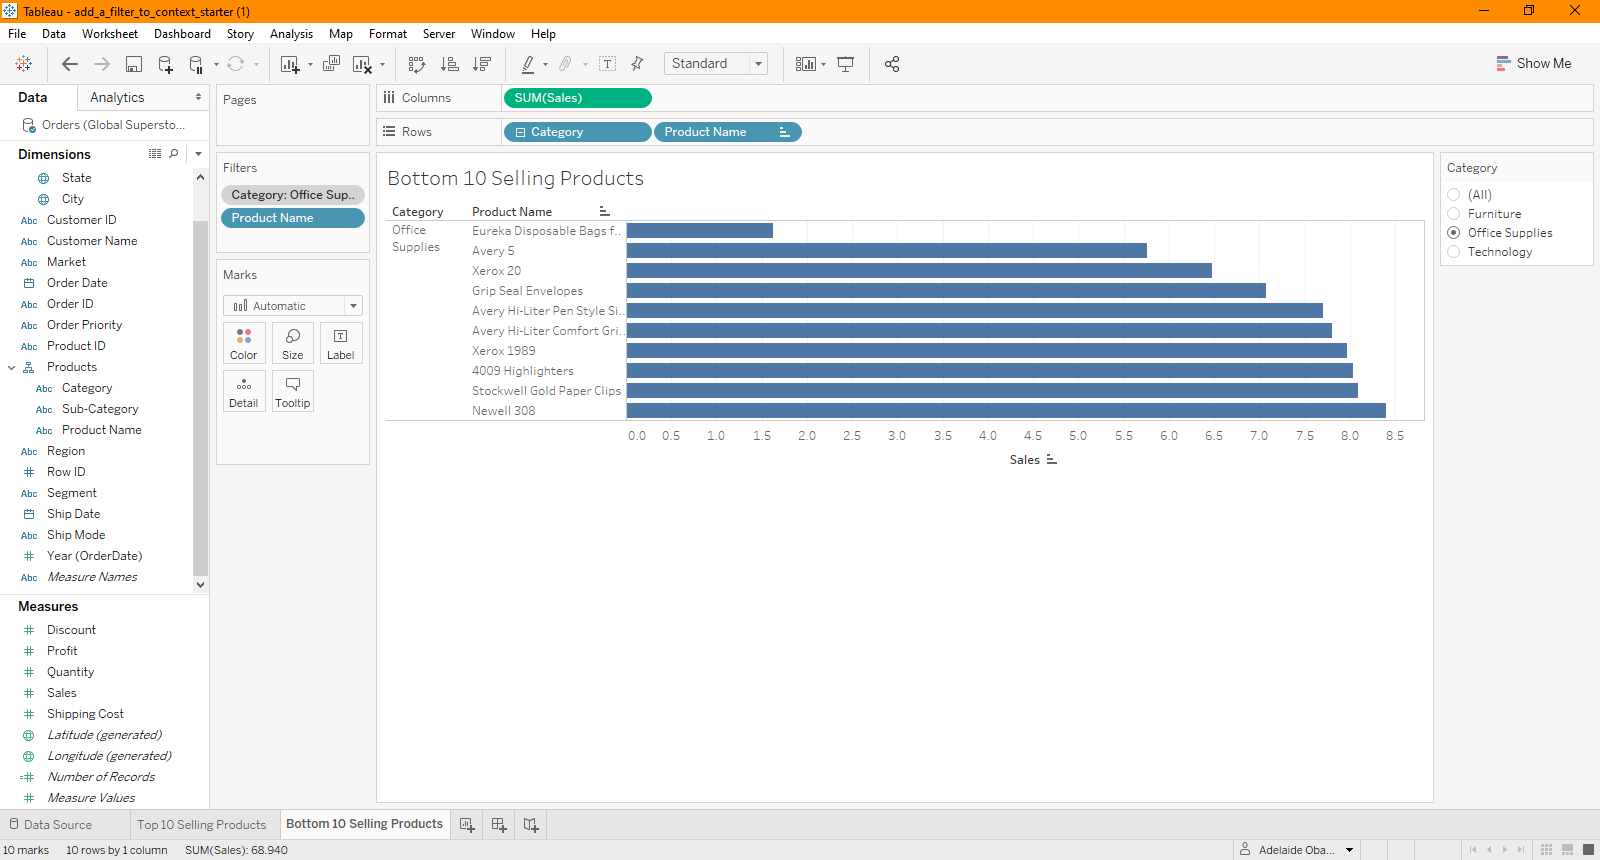 Tableau - add_a_filter_to_context_starter (1)
File Data Worksheet Dashboard Story Analysis Map Format Server Window Help
Standard
Show Me
Data Analytics
Orders (Global Supersto...
Dimensions
State
City
Abc Customer ID
Abc Customer Name
Abc Market
Order Date
Abc Order ID
Abc Order Priority
Abc Product ID
Products
Abc Category
Abc Sub-Category
Abc Product Name
Abc Region
# Row ID
Abc Segment
Ship Date
Abc Ship Mode
# Year (OrderDate)
Abc Measure Names
Measures
# Discount
# Profit
# Quantity
# Sales
# Shipping Cost
Latitude (generated)
Longitude (generated)
=# Number of Records
# Measure Values
Pages
Filters
Category: Office Sup..
Product Name
Marks
Automatic
Color Size Label
Detail Tooltip
Columns SUM(Sales)
Rows Category Product Name
Bottom 10 Selling Products
Category Product Name
Office Supplies
Eureka Disposable Bags f..
Avery 5
Xerox 20
Grip Seal Envelopes
Avery Hi-Liter Pen Style Si..
Avery Hi-Liter Comfort Gri..
Xerox 1989
4009 Highlighters
Stockwell Gold Paper Clips
Newell 308
0.0 0.5 1.0 1.5 2.0 2.5 3.0 3.5 4.0 4.5 5.0 5.5 6.0 6.5 7.0 7.5 8.0 8.5
Sales
Category
(All)
Furniture
Office Supplies
Technology
Data Source Top 10 Selling Products Bottom 10 Selling Products
10 marks 10 rows by 1 column SUM(Sales): 68.940
Adelaide Oba...